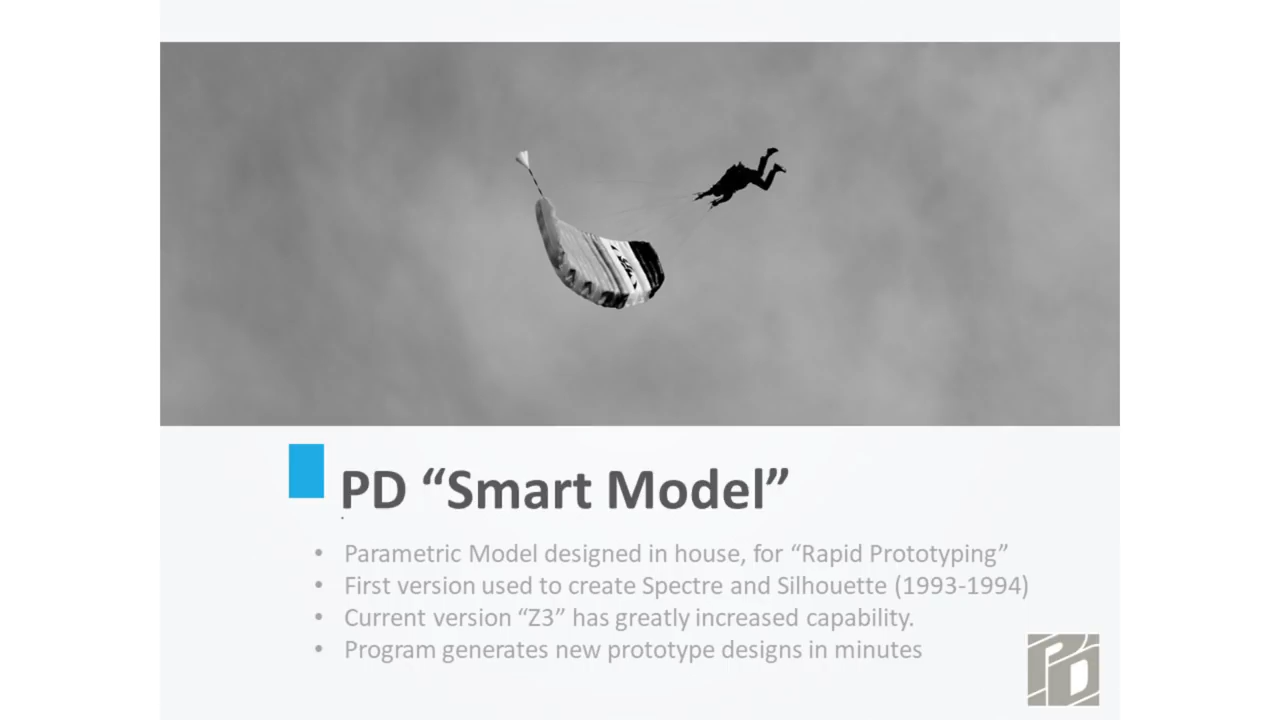 PD “Smart Model”
• Parametric Model designed in house, for “Rapid Prototyping”
• First version used to create Spectre and Silhouette (1993-1994)
• Current version “Z3” has greatly increased capability.
• Program generates new prototype designs in minutes
PD